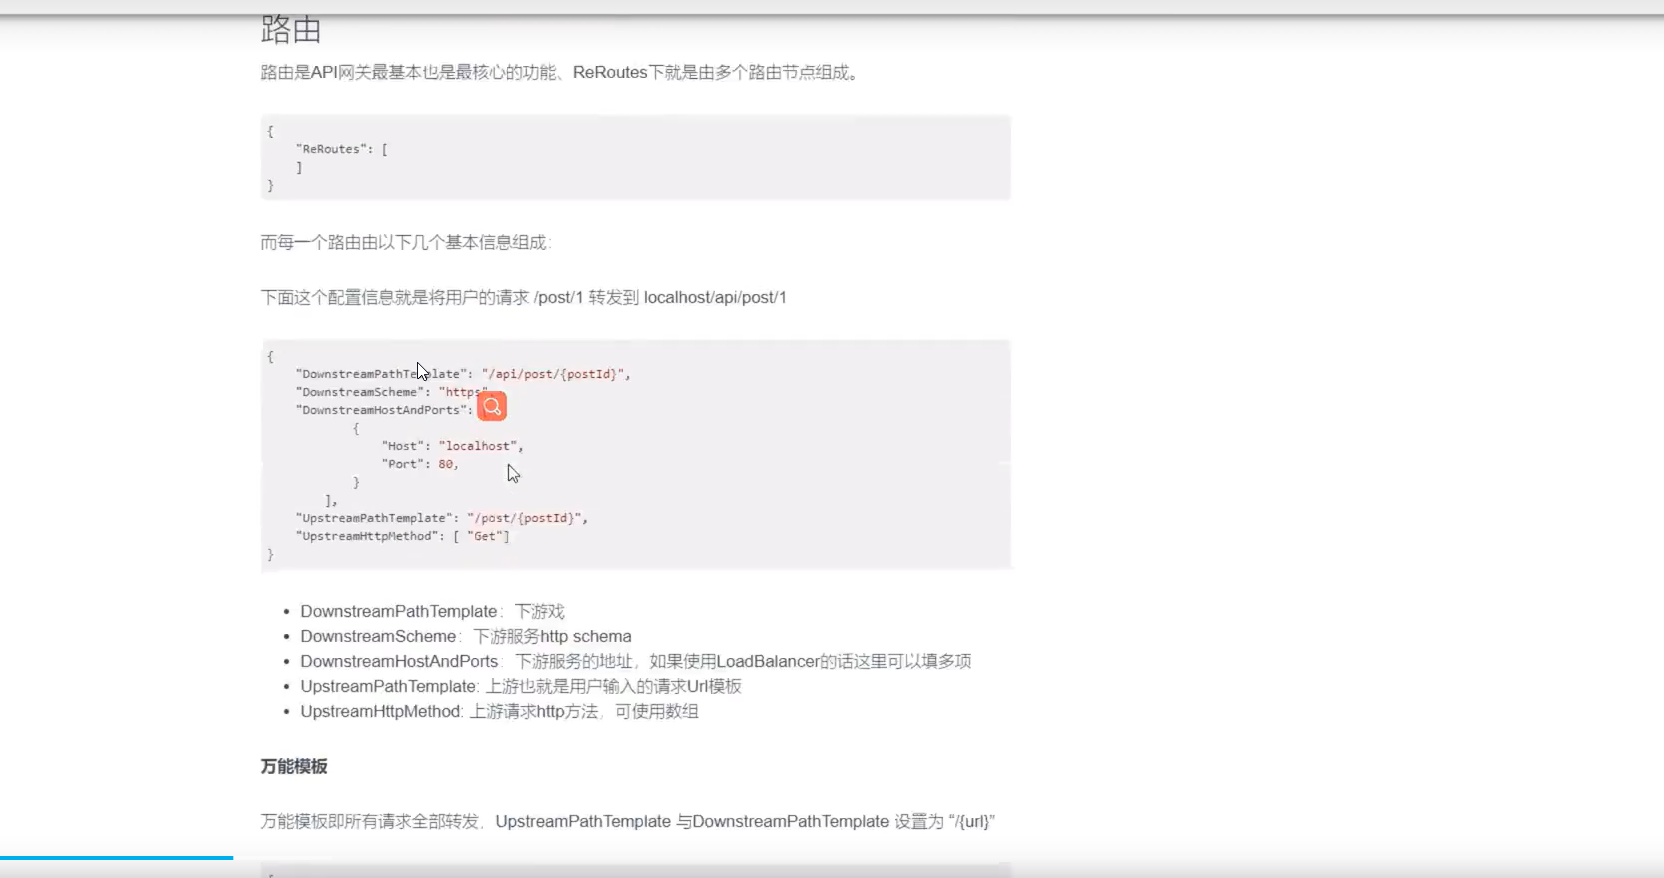 路由
路由是API网关最基本也是最核心的功能、ReRoutes下就是由多个路由节点组成。
{
"ReRoutes": [
]
}
而每一个路由由以下几个基本信息组成:
下面这个配置信息就是将用户的请求 /post/1 转发到 localhost/api/post/1
{
"DownstreamPathTemplate": "/api/post/{postId}",
"DownstreamScheme": "https"
"DownstreamHostAndPorts":
{
"Host": "localhost",
"Port": 80,
}
],
"UpstreamPathTemplate": "/post/{postId}",
"UpstreamHttpMethod": [ "Get"]
}
• DownstreamPathTemplate：下游戏
• DownstreamScheme：下游服务http schema
• DownstreamHostAndPorts：下游服务的地址，如果使用LoadBalancer的话这里可以填多项
• UpstreamPathTemplate: 上游也就是用户输入的请求Url模板
• UpstreamHttpMethod: 上游请求http方法，可使用数组
万能模板
万能模板即所有请求全部转发，UpstreamPathTemplate 与DownstreamPathTemplate 设置为 “/{url}”